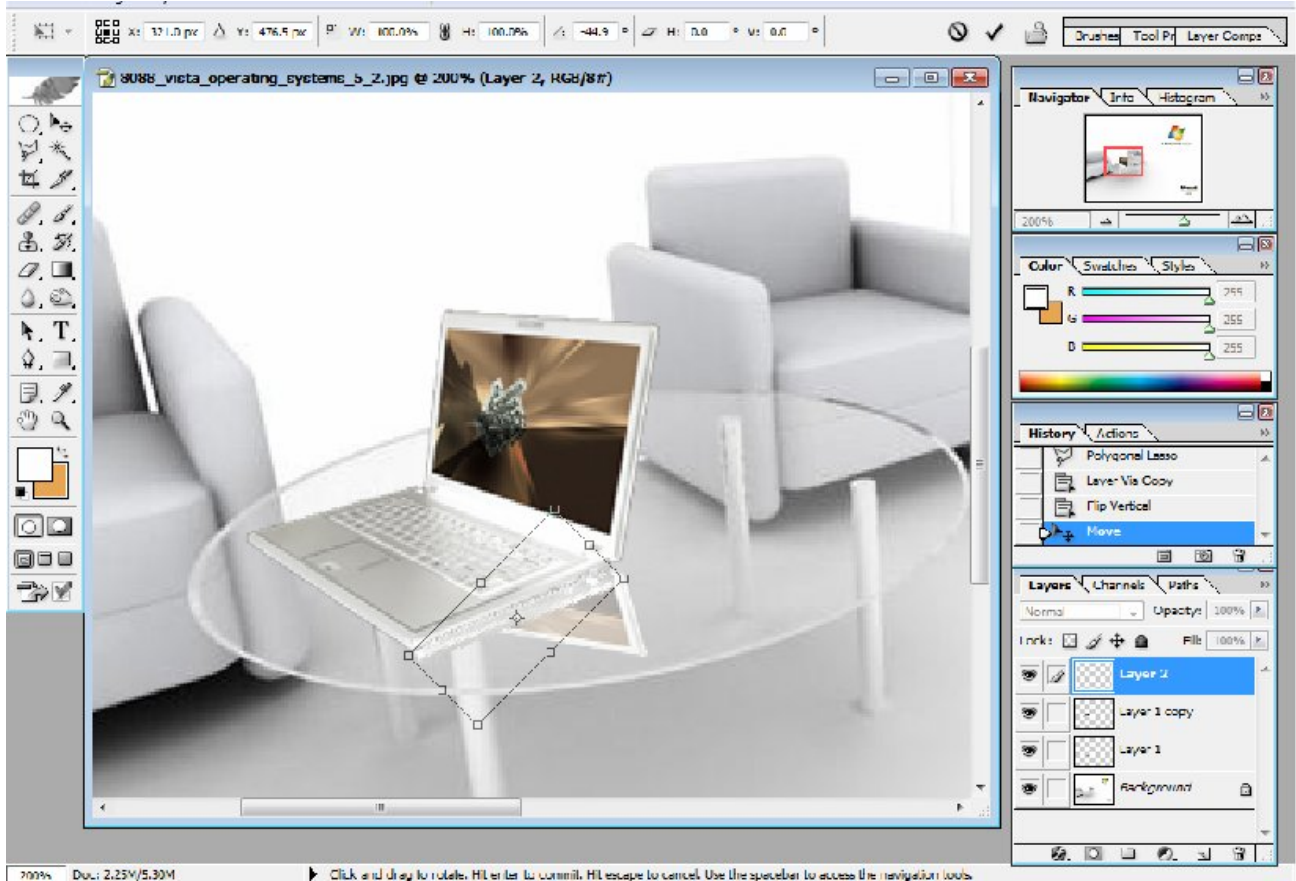 X: 321.0 px Y: 476.5 px W: 100.0% H: 100.0% -44.9 ° H: 0.0 ° V: 0.0 °
Brushes Tool Pr Layer Comps
8088_vista_operating_systems_5_2.jpg @ 200% (Layer 2, RGB/8#)
Navigator Info Histogram
200%
Color Swatches Styles
R 255
G 255
B 255
T
History Actions
Polygonal Lasso
Layer Via Copy
Flip Vertical
Move
Layers Channels Paths
Normal Opacity: 100%
Lock: Fill: 100%
Layer 2
Layer 1 copy
Layer 1
Background
200% Doc: 2.25M/5.30M Click and drag to rotate. Hit enter to commit. Hit escape to cancel. Use the spacebar to access the navigation tools.